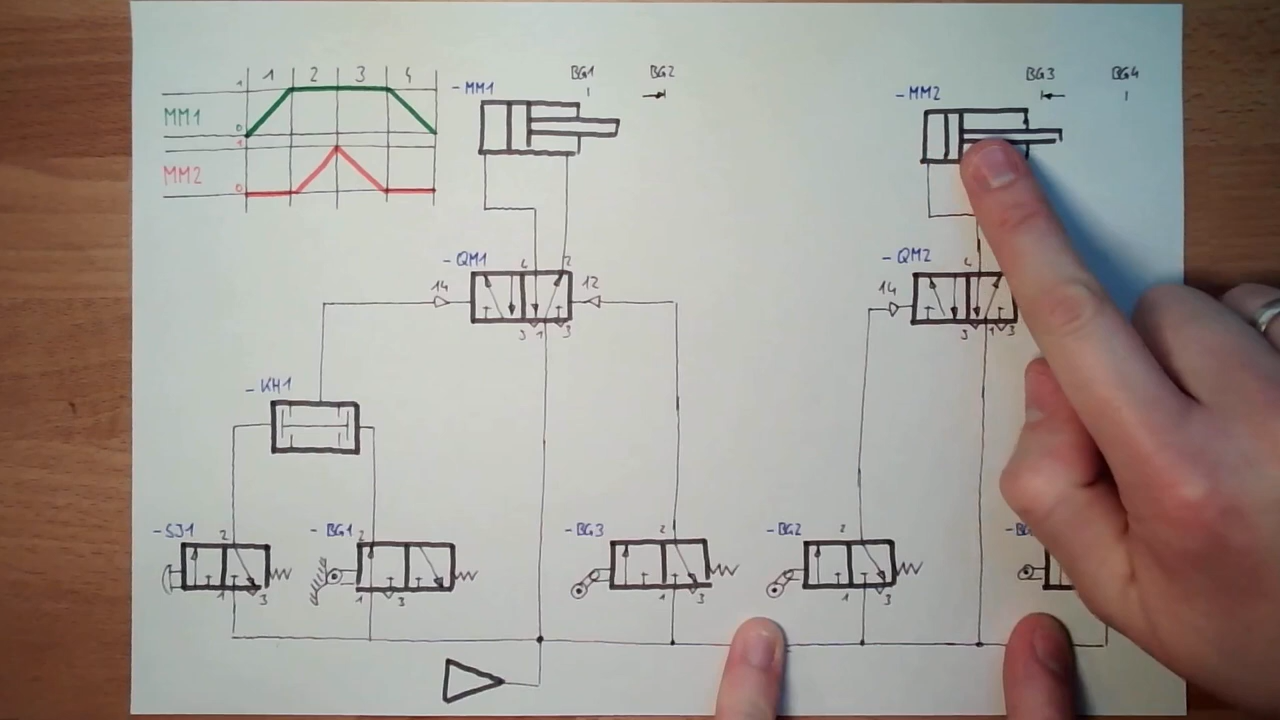 1 2 3 4
1
MM1
0
1
MM2
0
BG1 BG2
-MM1
BG3 BG4
-MM2
-QM1 4 2
14 12
3 1 3
-QM2 4
14
3 1 3
-KH1
-SJ1 2
1 3
-BG1 2
1 3
-BG3 2
1 3
-BG2 2
1 3